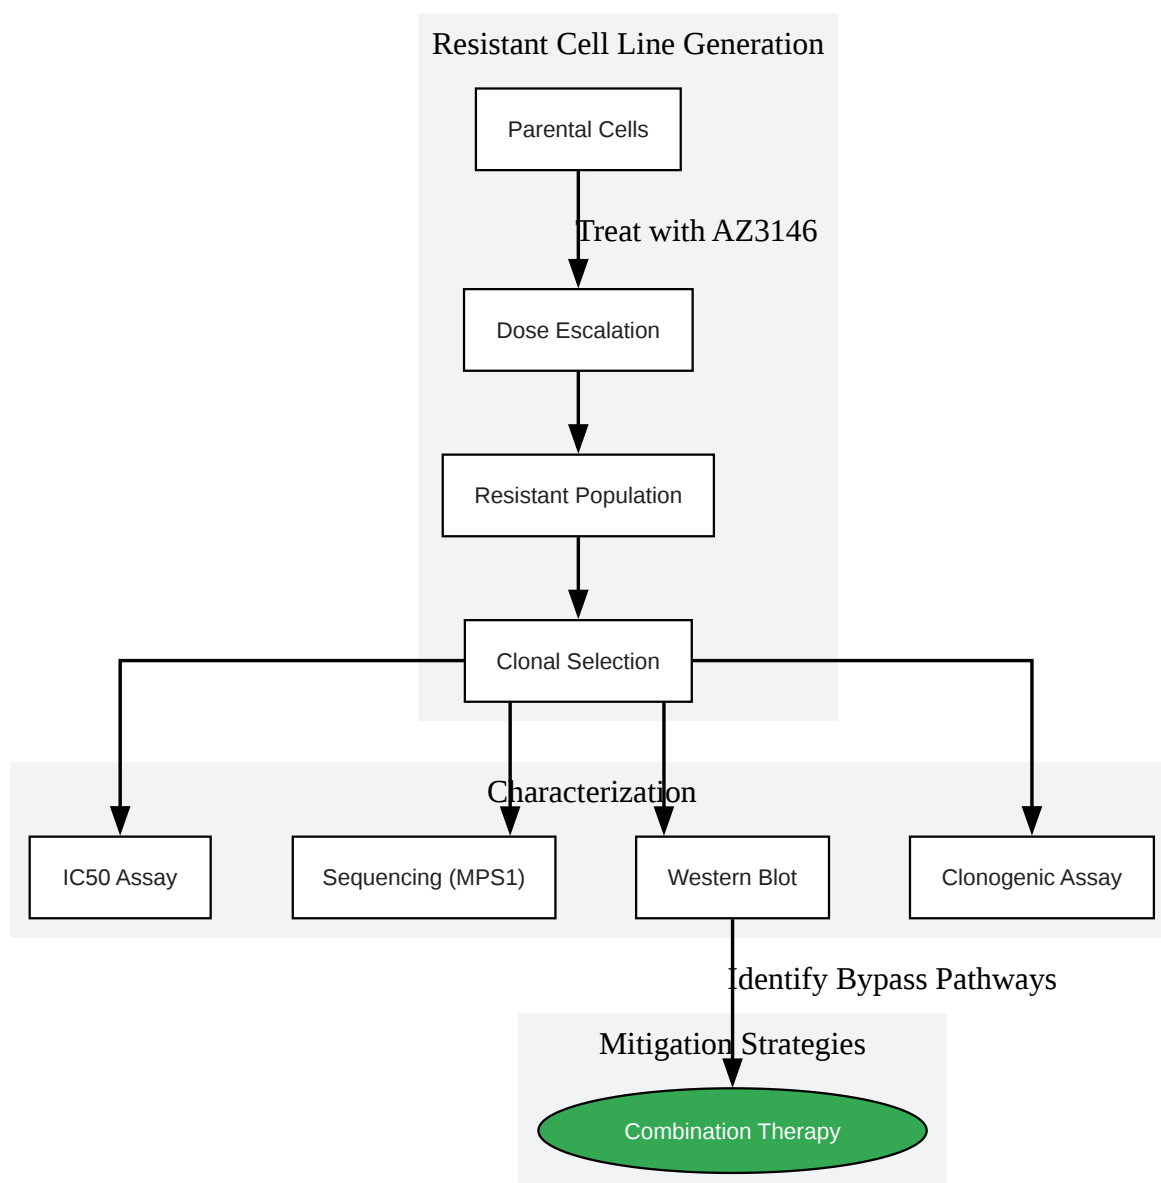 Resistant Cell Line Generation
Parental Cells
Treat with AZ3146
Dose Escalation
Resistant Population
Clonal Selection
Characterization
IC50 Assay
Sequencing (MPS1)
Western Blot
Clonogenic Assay
Identify Bypass Pathways
Mitigation Strategies
Combination Therapy